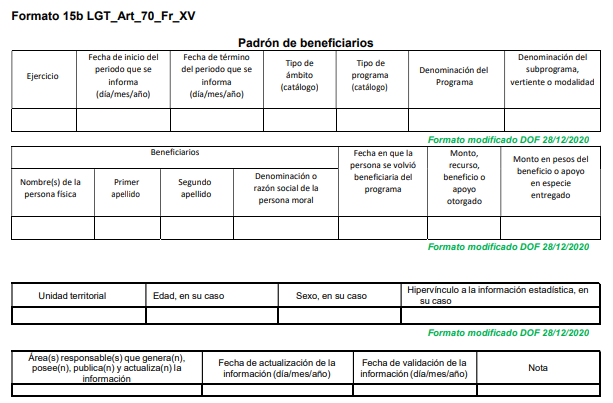 Formato 15b LGT_Art_70_Fr_XV
Padrón de beneficiarios
Ejercicio
Fecha de inicio del
periodo que se
informa
(día/mes/año)
Fecha de término
del periodo que se
informa
(día/mes/año)
Tipo de
ámbito
(catálogo)
Tipo de
programa
(catálogo)
Denominación del
Programa
Denominación del
subprograma,
vertiente o modalidad
Formato modificado DOF 28/12/2020
Beneficiarios
Nombre(s) de la
persona física
Primer
apellido
Segundo
apellido
Denominación o
razón social de la
persona moral
Fecha en que la
persona se volvió
beneficiaria del
programa
Monto,
recurso,
beneficio o
apoyo
otorgado
Monto en pesos del
beneficio o apoyo
en especie
entregado
Formato modificado DOF 28/12/2020
Unidad territorial
Edad, en su caso
Sexo, en su caso
Hipervínculo a la información estadística, en
su caso
Formato modificado DOF 28/12/2020
Área(s) responsable(s) que genera(n),
posee(n), publica(n) y actualiza(n) la
información
Fecha de actualización de la
información (día/mes/año)
Fecha de validación de la
información (día/mes/año)
Nota